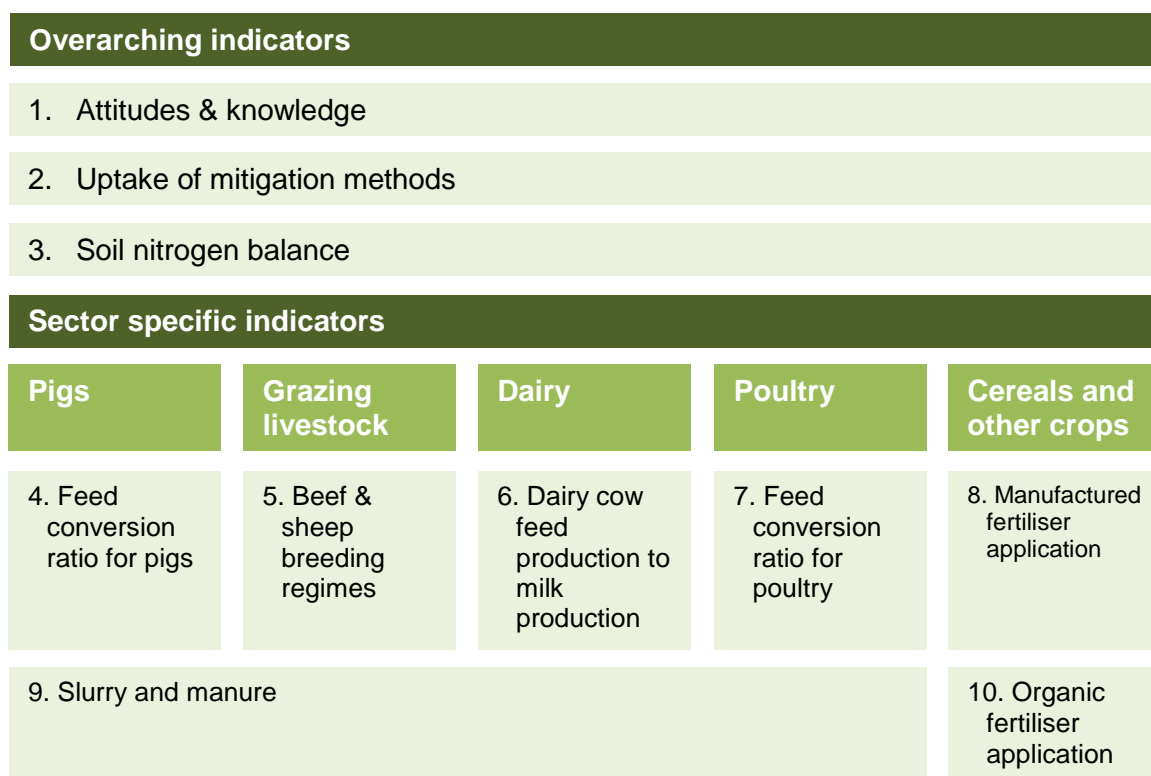 Overarching indicators
1. Attitudes & knowledge
2. Uptake of mitigation methods
3. Soil nitrogen balance
Sector specific indicators
Pigs
Grazing
livestock
Dairy
Poultry
Cereals and
other crops
4. Feed
conversion
ratio for pigs
5. Beef &
sheep
breeding
regimes
6. Dairy cow
feed
production to
milk
production
7. Feed
conversion
ratio for
poultry
8. Manufactured
fertiliser
application
9. Slurry and manure
10. Organic
fertiliser
application